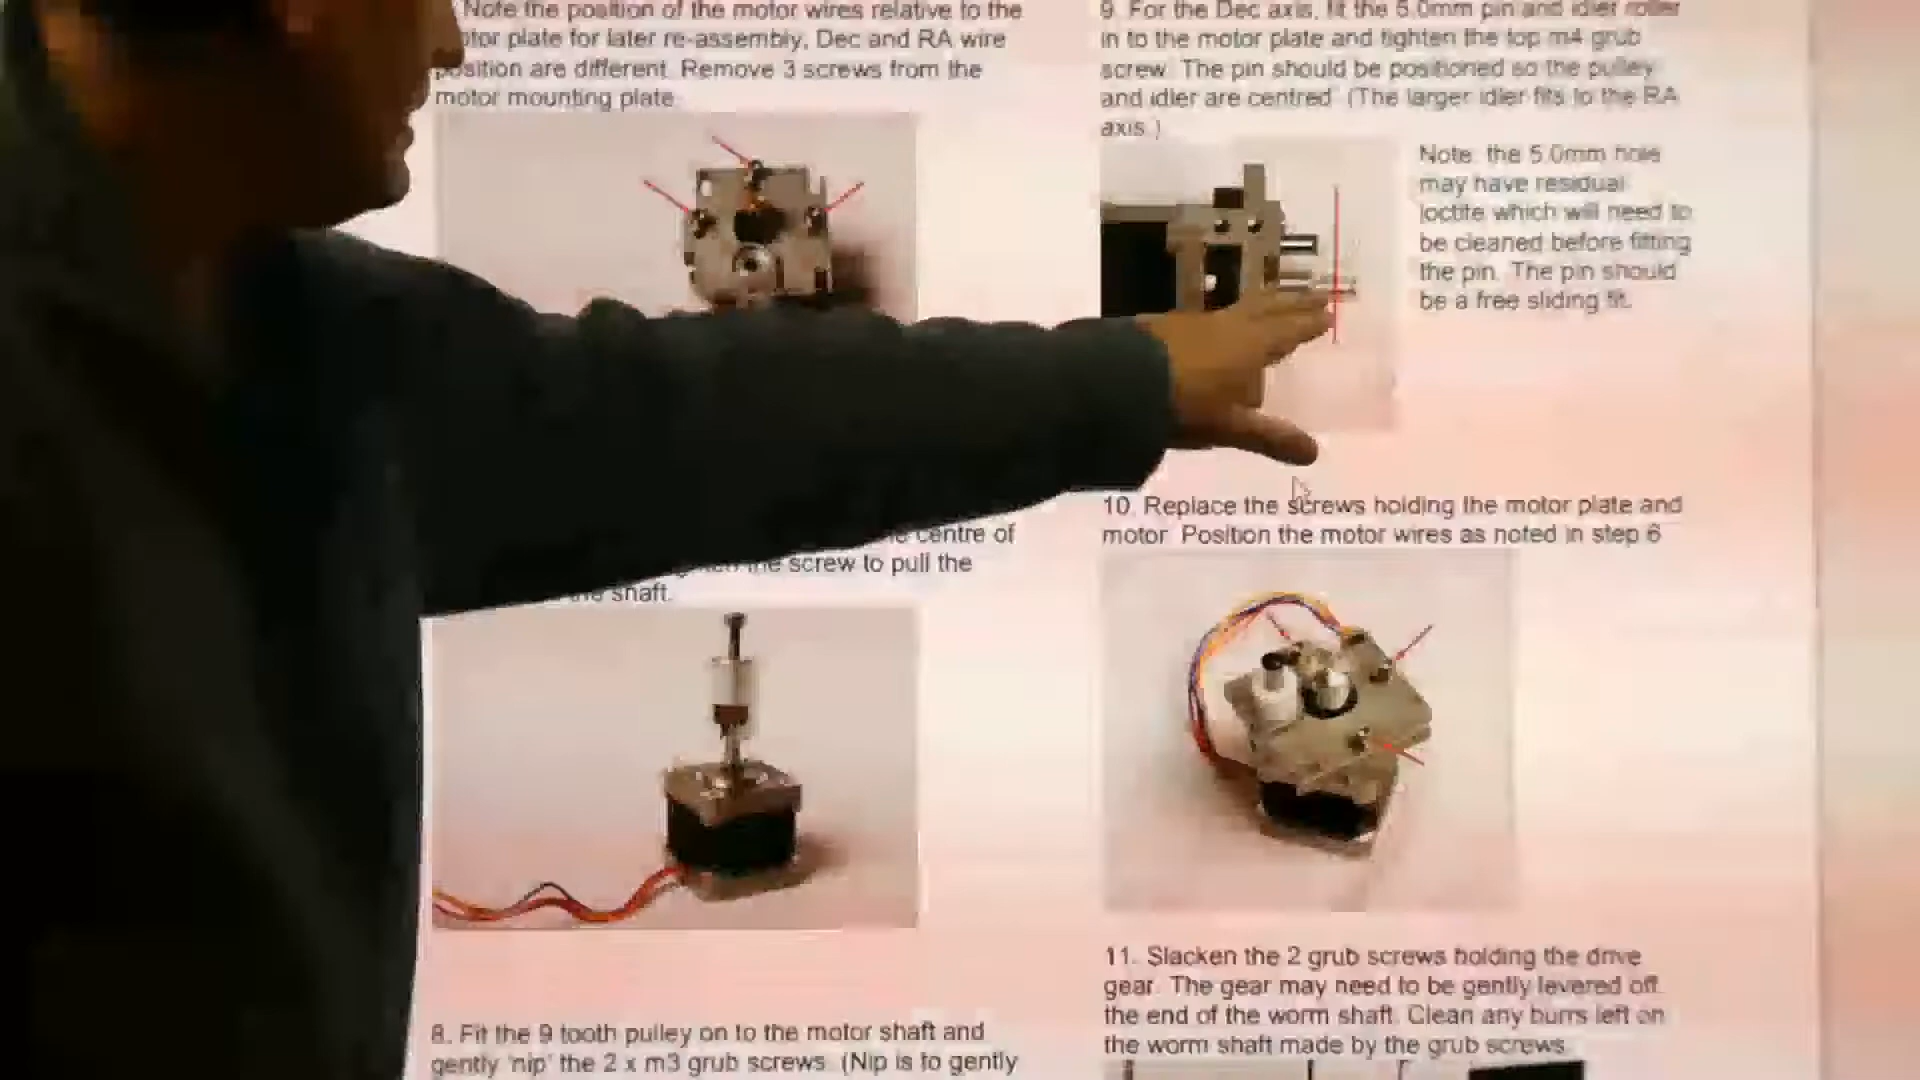 Note the position of the motor wires relative to the
motor plate for later re-assembly, Dec and RA wire
position are different. Remove 3 screws from the
motor mounting plate.
centre of
the screw to pull the
the shaft.
8. Fit the 9 tooth pulley on to the motor shaft and
gently 'nip' the 2 x m3 grub screws. (Nip is to gently
9. For the Dec axis, fit the 5.0mm pin and idler roller
in to the motor plate and tighten the top m4 grub
screw. The pin should be positioned so the pulley
and idler are centred. (The larger idler fits to the RA
axis.)
Note: the 5.0mm hole
may have residual
loctite which will need to
be cleaned before fitting
the pin. The pin should
be a free sliding fit.
10. Replace the screws holding the motor plate and
motor. Position the motor wires as noted in step 6
11. Slacken the 2 grub screws holding the drive
gear. The gear may need to be gently levered off
the end of the worm shaft. Clean any burrs left on
the worm shaft made by the grub screws.